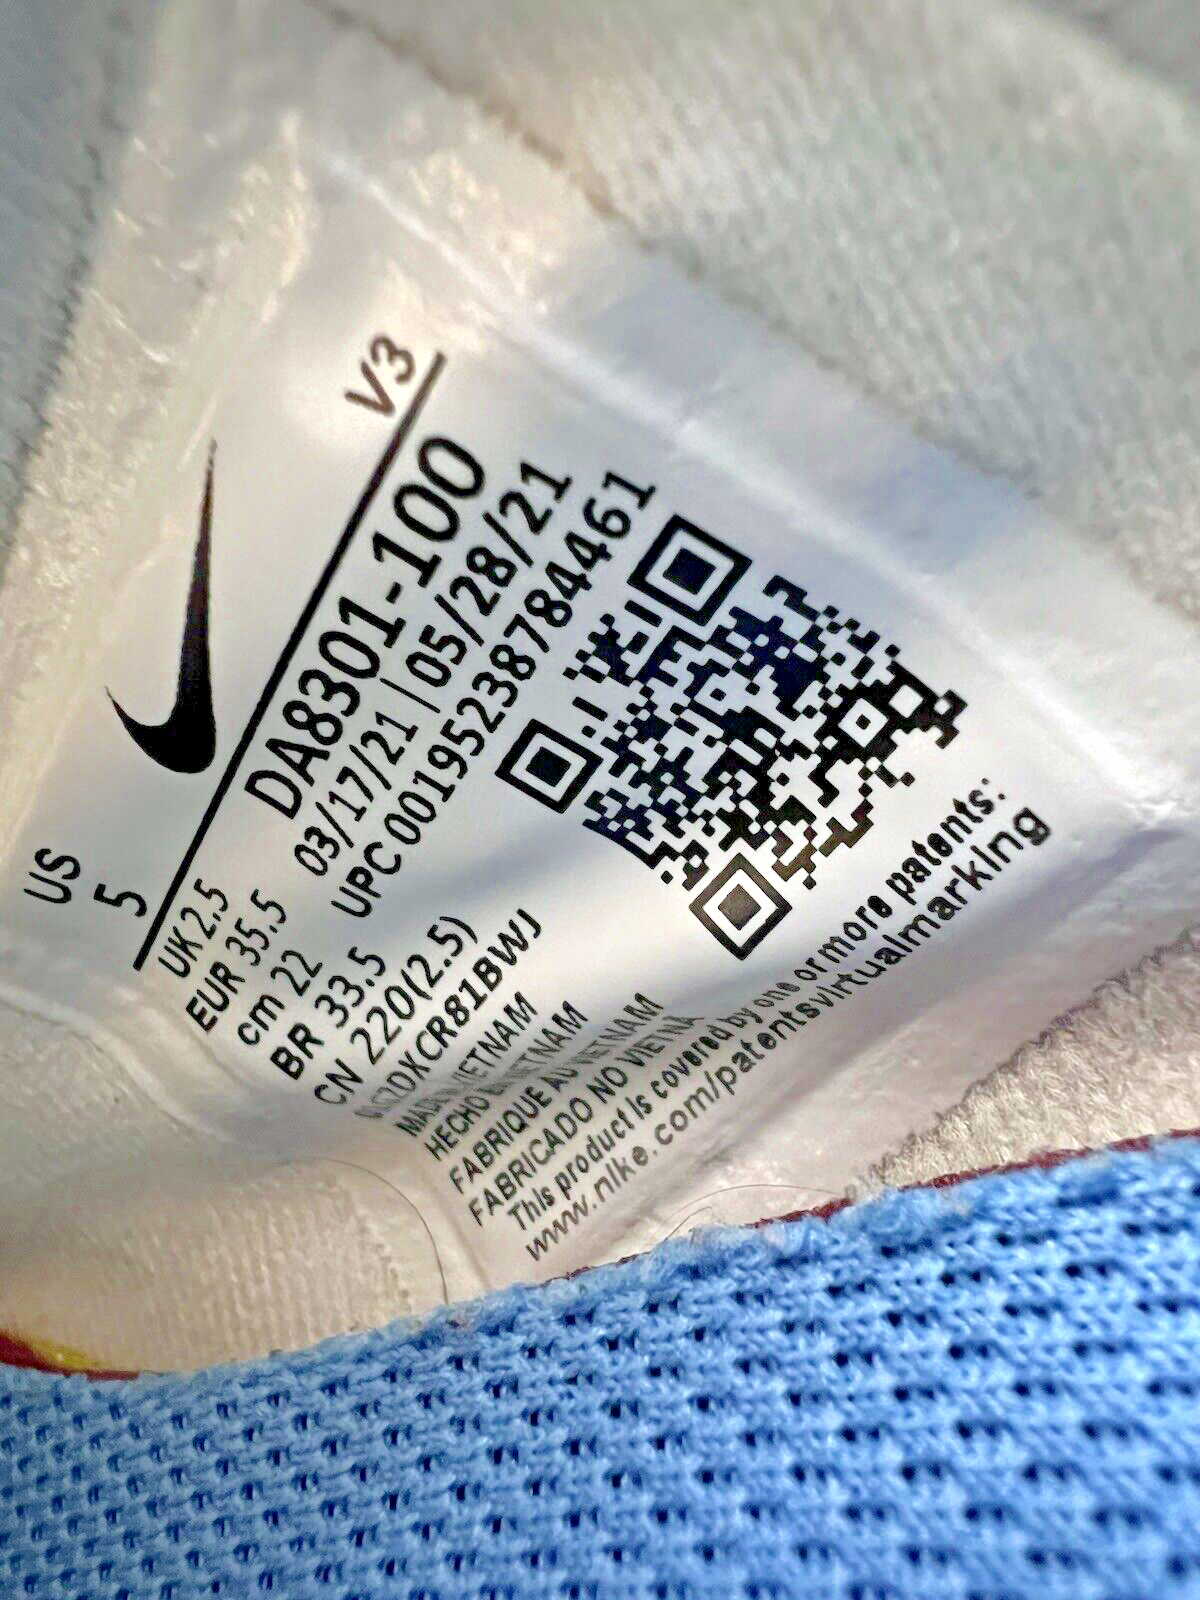 US
5
V3
UK 2.5
EUR 35.5
cm 22
BR 33.5
CN 220(2.5)
DA8301-100
03/17/21 | 05/28/21
UPC 00195238784461
VIETNAM
HECHO VIETNAM
FABRIQUE AU VIETNAM
FABRICADO NO VIETNA
This product is covered by one or more patents:
www.nike.com/patentsvirtualmarking